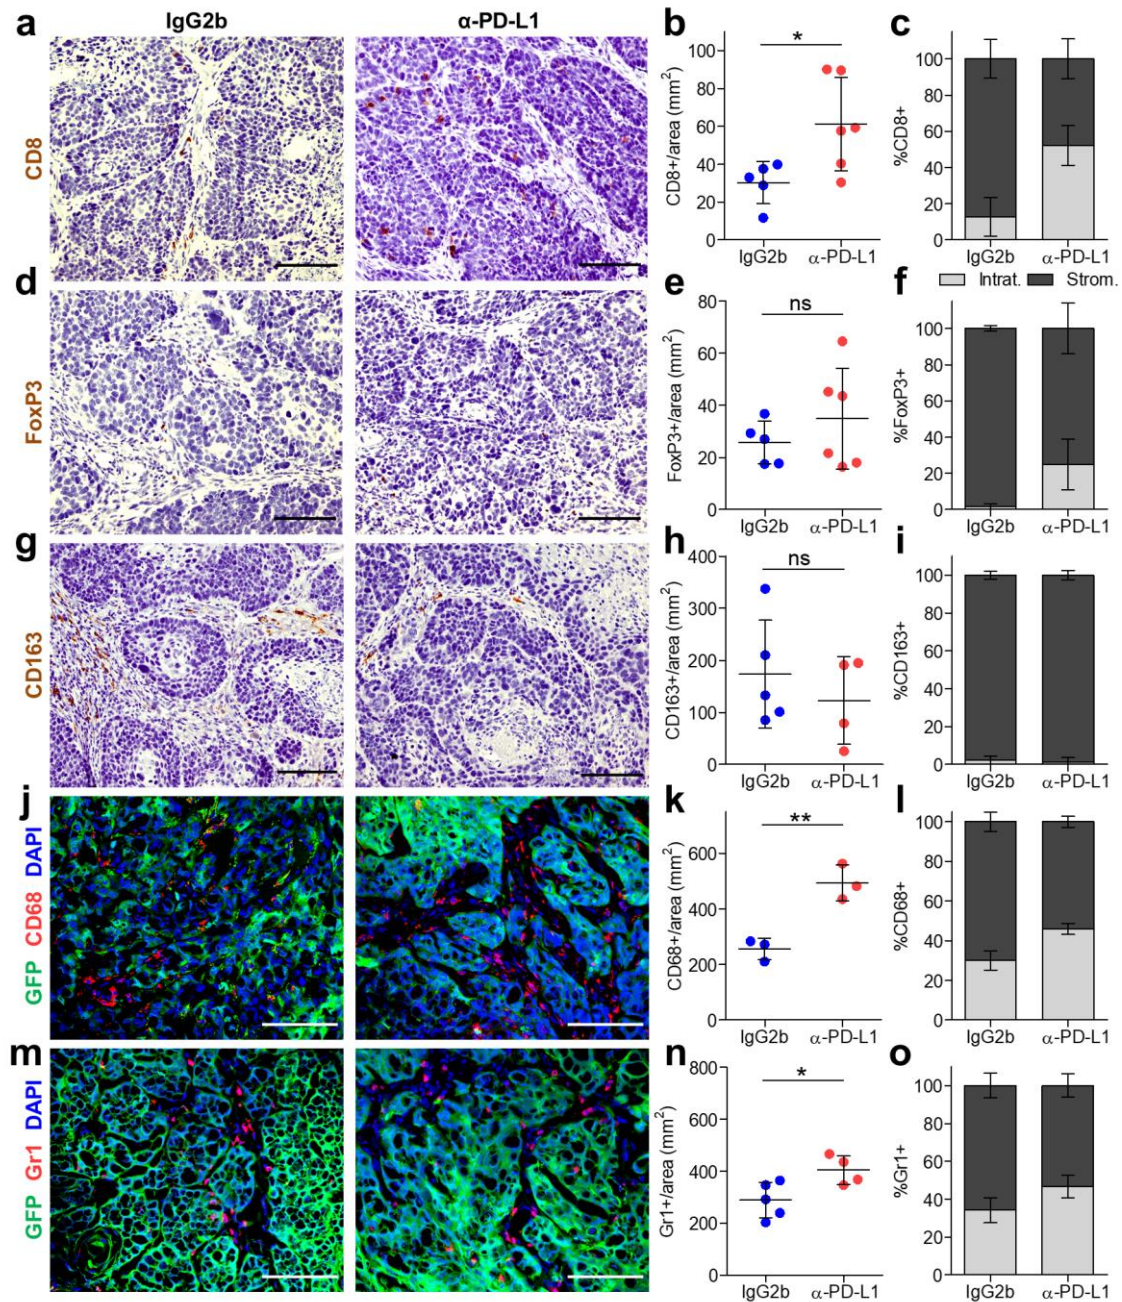 IgG2b
α-PD-L1
a
CD8
b
CD8+/area (mm²)
100
80
60
40
20
0
*
IgG2b
α-PD-L1
c
%CD8+
100
80
60
40
20
0
IgG2b
α-PD-L1
Intrat.
Strom.
d
FoxP3
e
FoxP3+/area (mm²)
80
60
40
20
0
ns
IgG2b
α-PD-L1
f
%FoxP3+
100
80
60
40
20
0
IgG2b
α-PD-L1
g
CD163
h
CD163+/area (mm²)
400
300
200
100
0
ns
IgG2b
α-PD-L1
i
%CD163+
100
80
60
40
20
0
IgG2b
α-PD-L1
j
GFP CD68 DAPI
k
CD68+/area (mm²)
600
400
200
0
**
IgG2b
α-PD-L1
l
%CD68+
100
80
60
40
20
0
IgG2b
α-PD-L1
m
GFP Gr1 DAPI
n
Gr1+/area (mm²)
800
600
400
200
0
*
IgG2b
α-PD-L1
o
%Gr1+
100
80
60
40
20
0
IgG2b
α-PD-L1